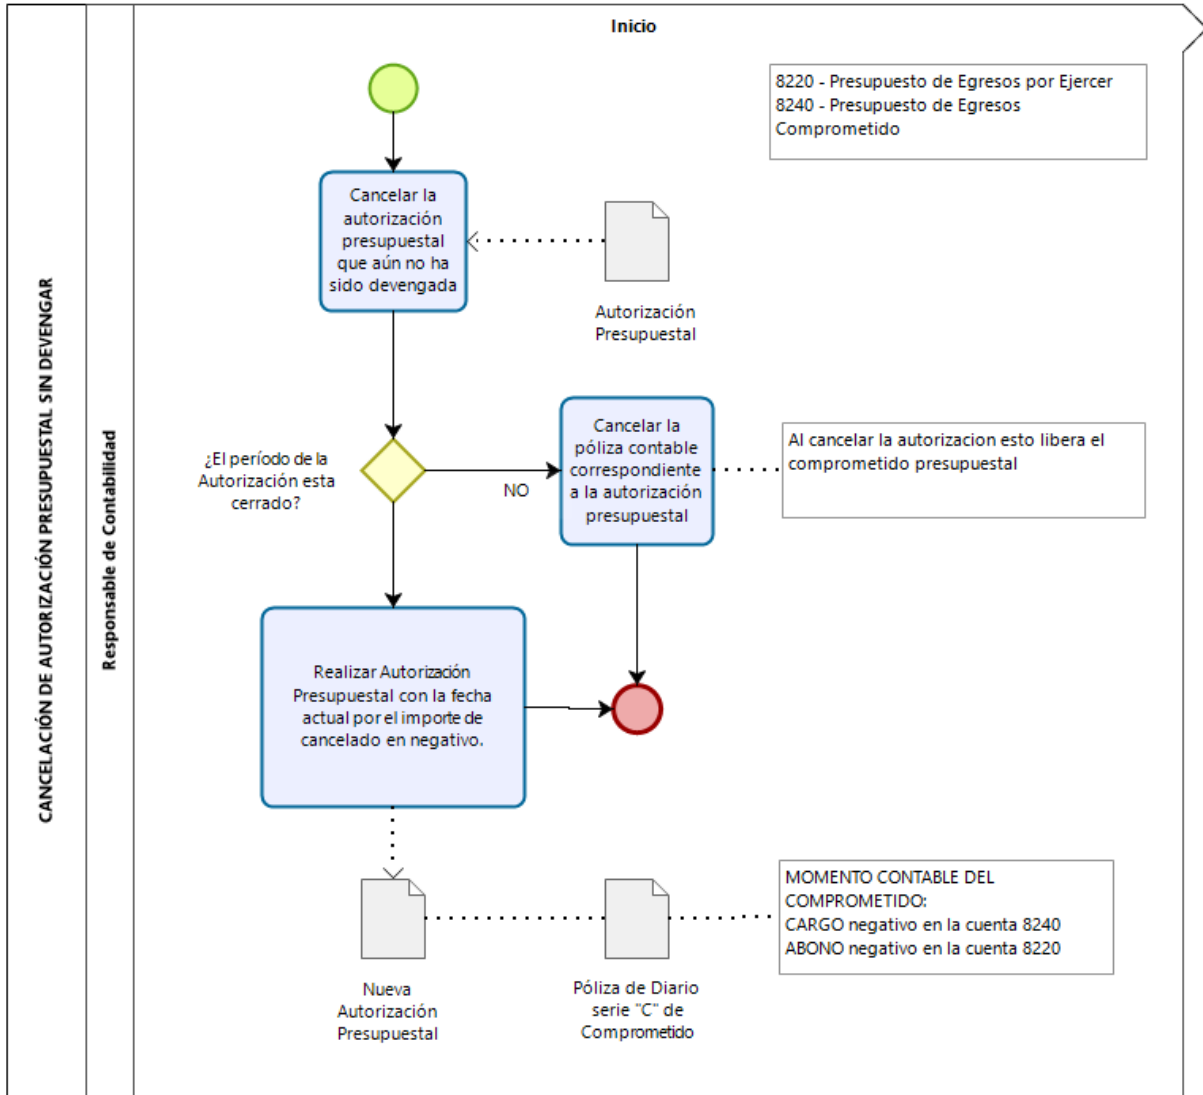 CANCELACIÓN DE AUTORIZACIÓN PRESUPUESTAL SIN DEVENGAR
Responsable de Contabilidad
Inicio
8220 - Presupuesto de Egresos por Ejercer
8240 - Presupuesto de Egresos
Comprometido
Cancelar la
autorización
presupuestal
que aún no ha
sido devengada
Autorización
Presupuestal
¿El período de la
Autorización esta
cerrado?
NO
Cancelar la
póliza contable
correspondiente
a la autorización
presupuestal
Al cancelar la autorizacion esto libera el
comprometido presupuestal
Realizar Autorización
Presupuestal con la fecha
actual por el importe de
cancelado en negativo.
Nueva
Autorización
Presupuestal
Póliza de Diario
serie "C" de
Comprometido
MOMENTO CONTABLE DEL
COMPROMETIDO:
CARGO negativo en la cuenta 8240
ABONO negativo en la cuenta 8220